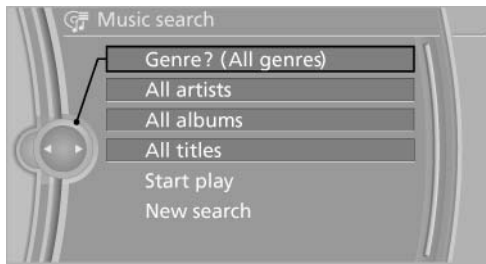 Music search
Genre? (All genres)
All artists
All albums
All titles
Start play
New search